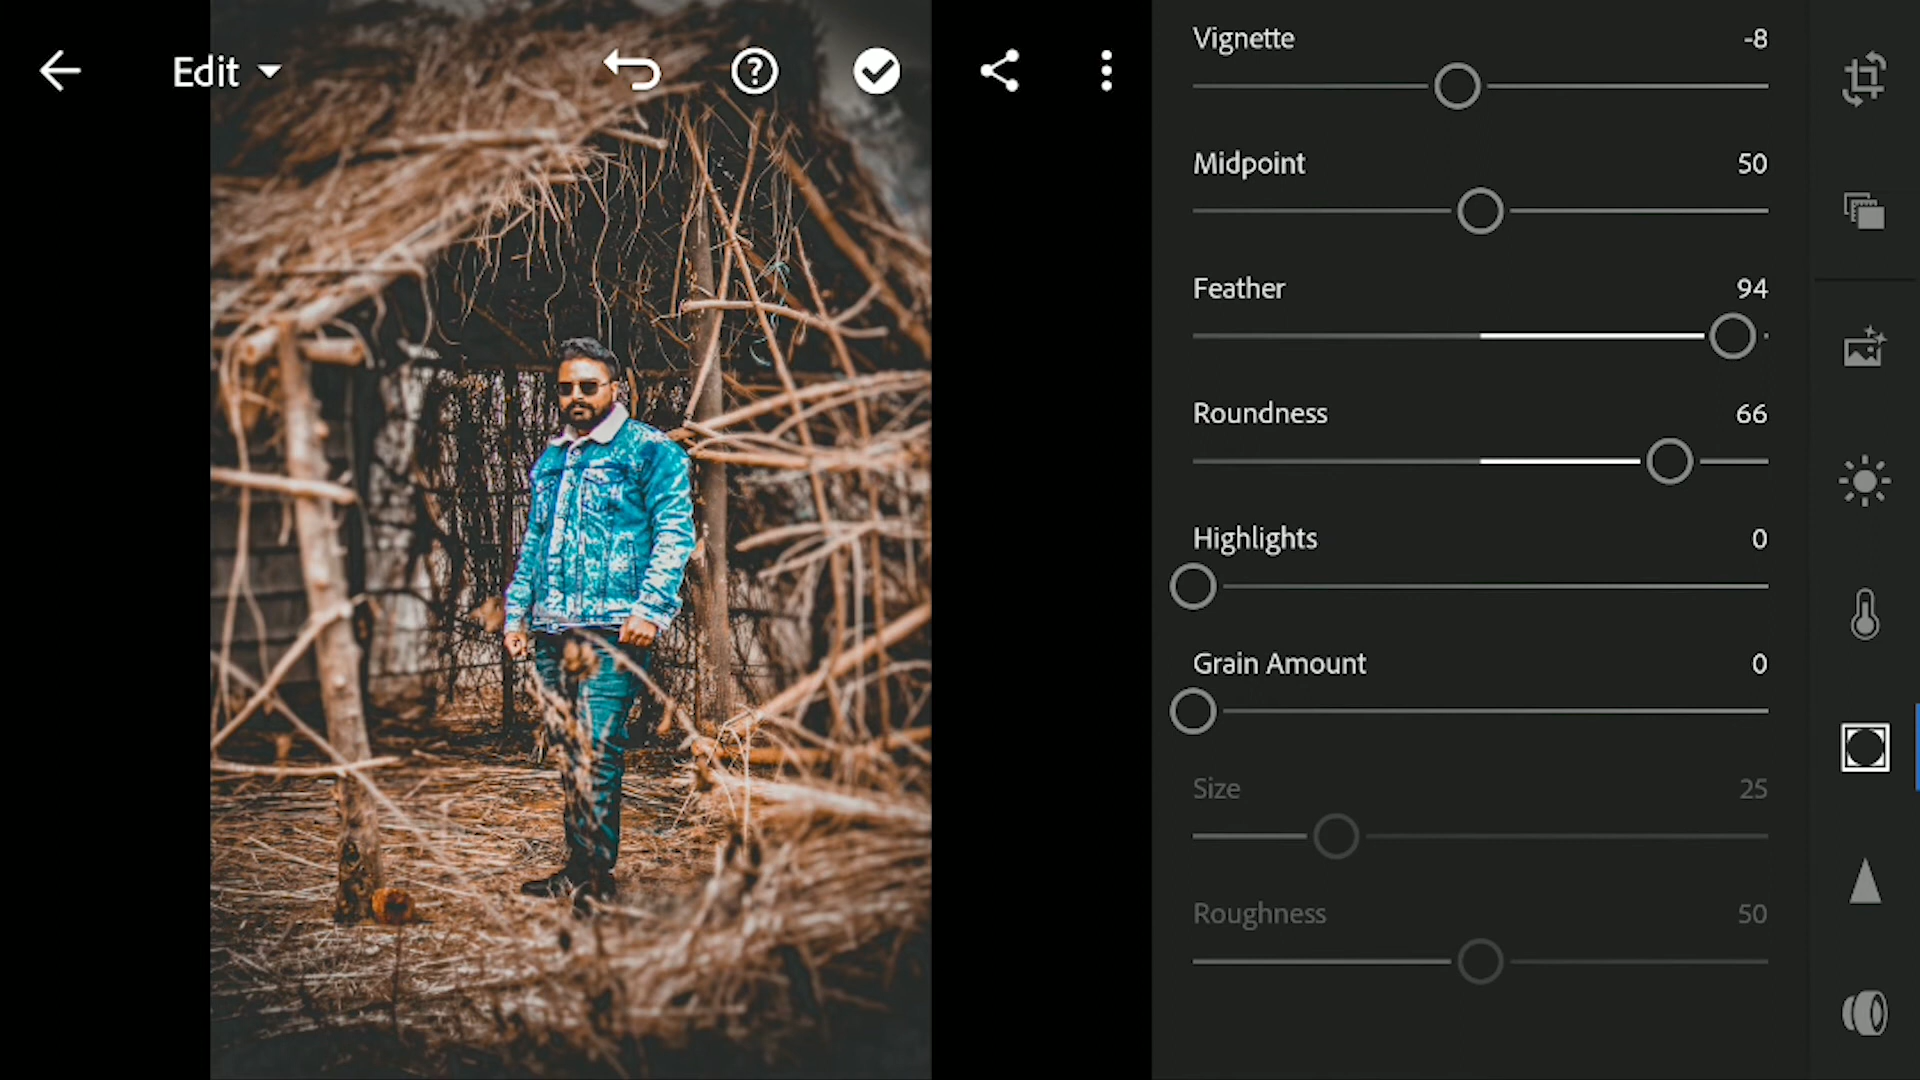 Edit
Vignette -8
Midpoint 50
Feather 94
Roundness 66
Highlights 0
Grain Amount 0
Size 25
Roughness 50